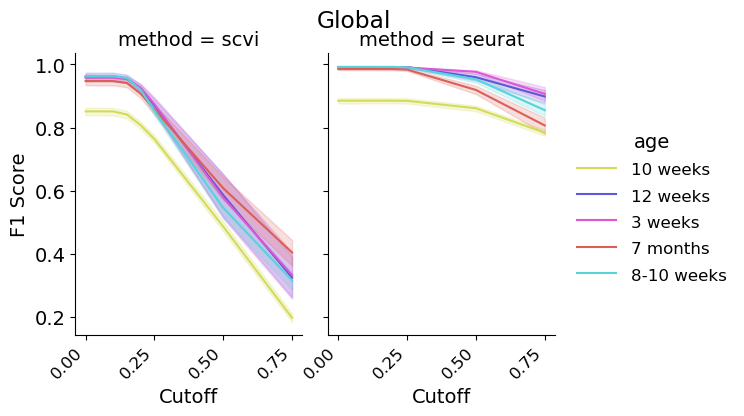 Global
method = scvi
method = seurat
F1 Score
1.0
0.8
0.6
0.4
0.2
0.00
0.25
0.50
0.75
0.00
0.25
0.50
0.75
Cutoff
Cutoff
age
10 weeks
12 weeks
3 weeks
7 months
8-10 weeks